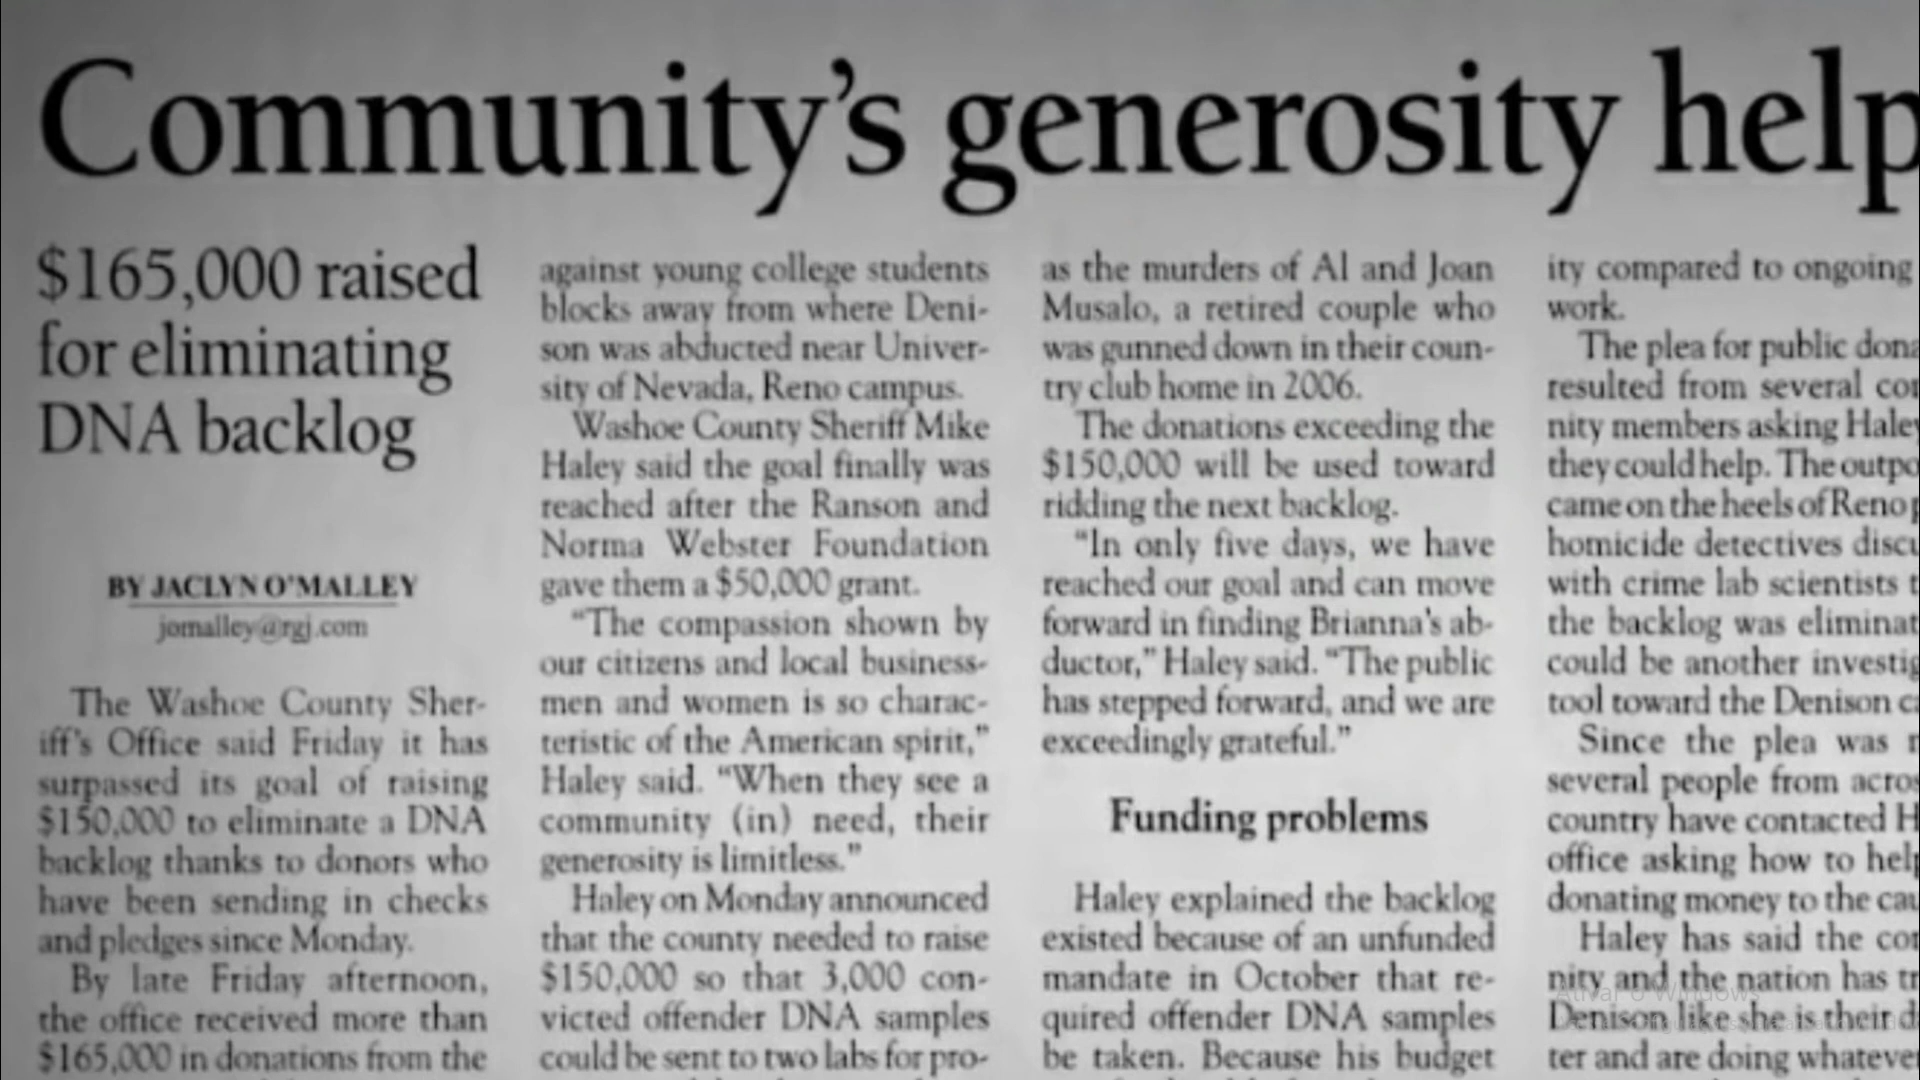 Community's generosity help
$165,000 raised
for eliminating
DNA backlog
BY JACLYN O'MALLEY
jomalley@rgj.com
The Washoe County Sher-
iff's Office said Friday it has
surpassed its goal of raising
$150,000 to eliminate a DNA
backlog thanks to donors who
have been sending in checks
and pledges since Monday.
By late Friday afternoon,
the office received more than
$165,000 in donations from the
against young college students
blocks away from where Deni-
son was abducted near Univer-
sity of Nevada, Reno campus.
Washoe County Sheriff Mike
Haley said the goal finally was
reached after the Ranson and
Norma Webster Foundation
gave them a $50,000 grant.
“The compassion shown by
our citizens and local business-
men and women is so charac-
teristic of the American spirit,”
Haley said. “When they see a
community (in) need, their
generosity is limitless.”
Haley on Monday announced
that the county needed to raise
$150,000 so that 3,000 con-
victed offender DNA samples
could be sent to two labs for pro-
as the murders of Al and Joan
Musalo, a retired couple who
was gunned down in their coun-
try club home in 2006.
The donations exceeding the
$150,000 will be used toward
ridding the next backlog.
“In only five days, we have
reached our goal and can move
forward in finding Brianna's ab-
ductor,” Haley said. “The public
has stepped forward, and we are
exceedingly grateful.”
Funding problems
Haley explained the backlog
existed because of an unfunded
mandate in October that re-
quired offender DNA samples
be taken. Because his budget
ity compared to ongoing
work.
The plea for public dona
resulted from several con
nity members asking Haley
they could help. The outpo
came on the heels of Reno p
homicide detectives discu
with crime lab scientists t
the backlog was eliminat
could be another investig
tool toward the Denison ca
Since the plea was m
several people from acros
country have contacted H
office asking how to help
donating money to the cau
Haley has said the con
nity and the nation has tr
Denison like she is their d
ter and are doing whatever
Ativar o Windows